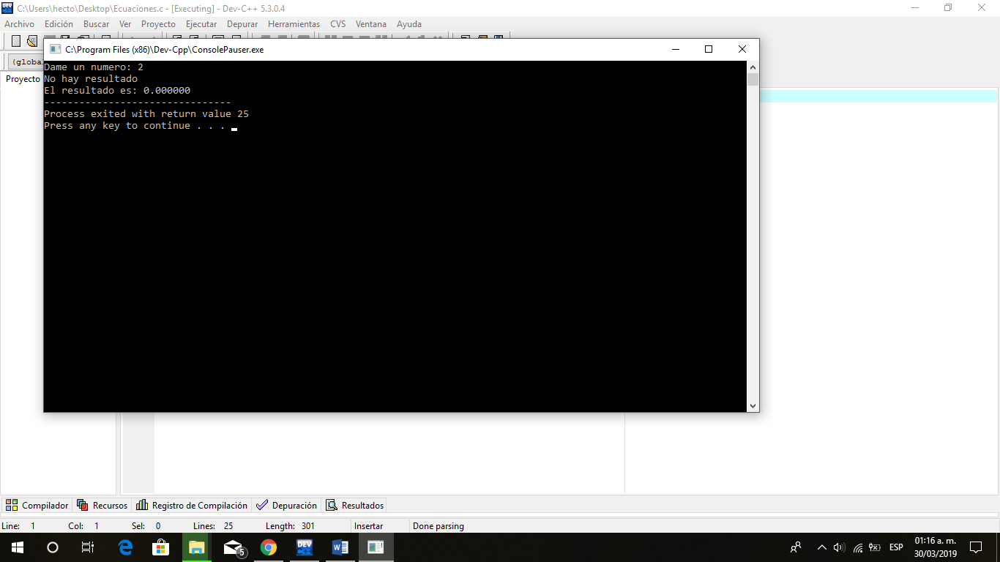 C:\Users\hecto\Desktop\Ecuaciones.c - [Executing] - Dev-C++ 5.3.0.4
Archivo Edición Buscar Ver Proyecto Ejecutar Depurar Herramientas CVS Ventana Ayuda
C:\Program Files (x86)\Dev-Cpp\ConsolePauser.exe
Proyecto
Dame un numero: 2
No hay resultado
El resultado es: 0.000000
--------------------------------
Process exited with return value 25
Press any key to continue . . .
Compilador Recursos Registro de Compilación Depuración Resultados
Line: 1 Col: 1 Sel: 0 Lines: 25 Length: 301 Insertar Done parsing
5 DEV ESP 01:16 a. m.
30/03/2019